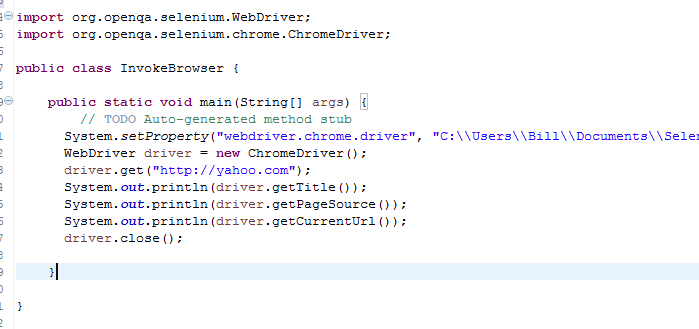 import org.openqa.selenium.WebDriver;
import org.openqa.selenium.chrome.ChromeDriver;
public class InvokeBrowser {
public static void main(String[] args) {
// TODO Auto-generated method stub
System.setProperty("webdriver.chrome.driver", "C:\\Users\\Bill\\Documents\\Sele
WebDriver driver = new ChromeDriver();
driver.get("http://yahoo.com");
System.out.println(driver.getTitle());
System.out.println(driver.getPageSource());
System.out.println(driver.getCurrentUrl());
driver.close();
}
}